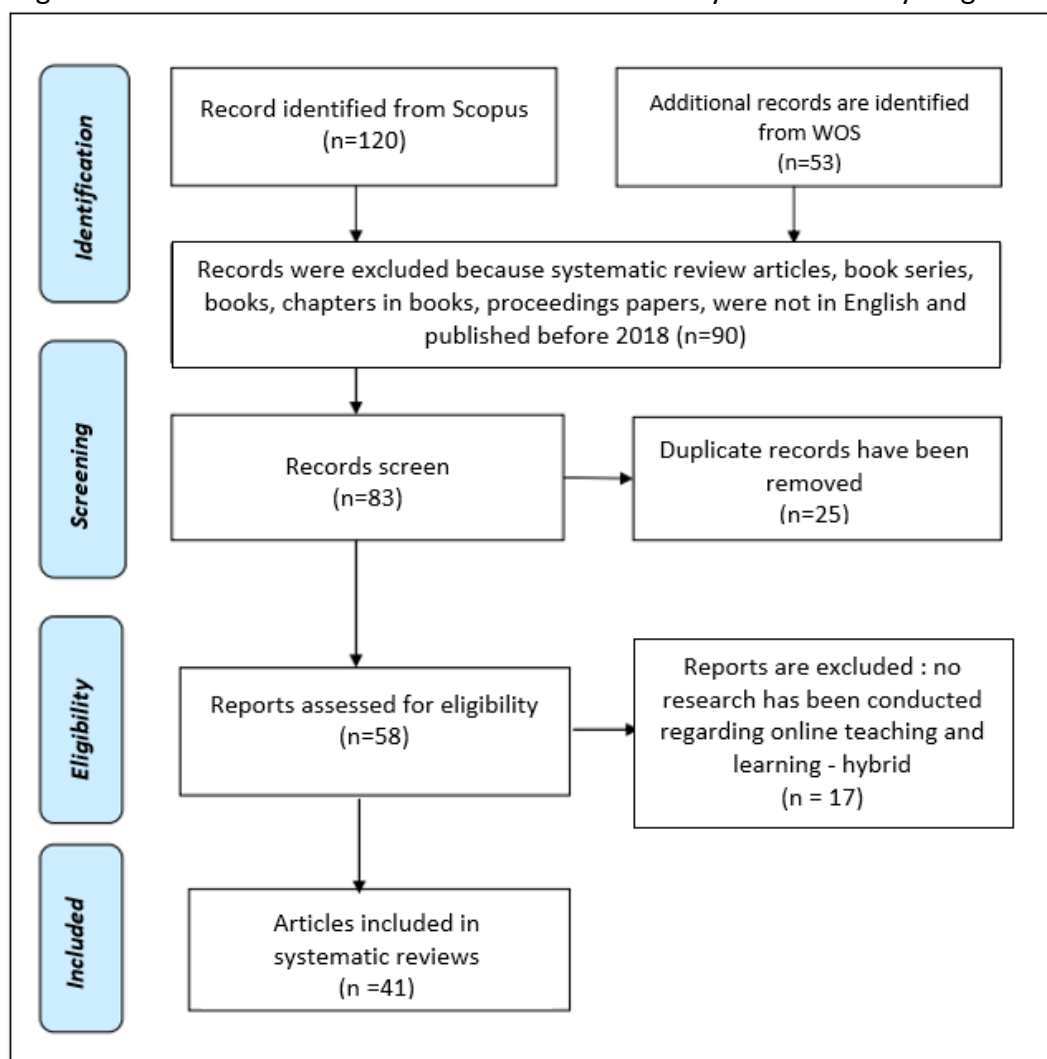 Identification
Record identified from Scopus
(n=120)
Additional records are identified
from WOS
(n=53)
Records were excluded because systematic review articles, book series,
books, chapters in books, proceedings papers, were not in English and
published before 2018 (n=90)
Screening
Records screen
(n=83)
Duplicate records have been
removed
(n=25)
Eligibility
Reports assessed for eligibility
(n=58)
Reports are excluded : no
research has been conducted
regarding online teaching and
learning - hybrid
(n = 17)
Included
Articles included in
systematic reviews
(n =41)